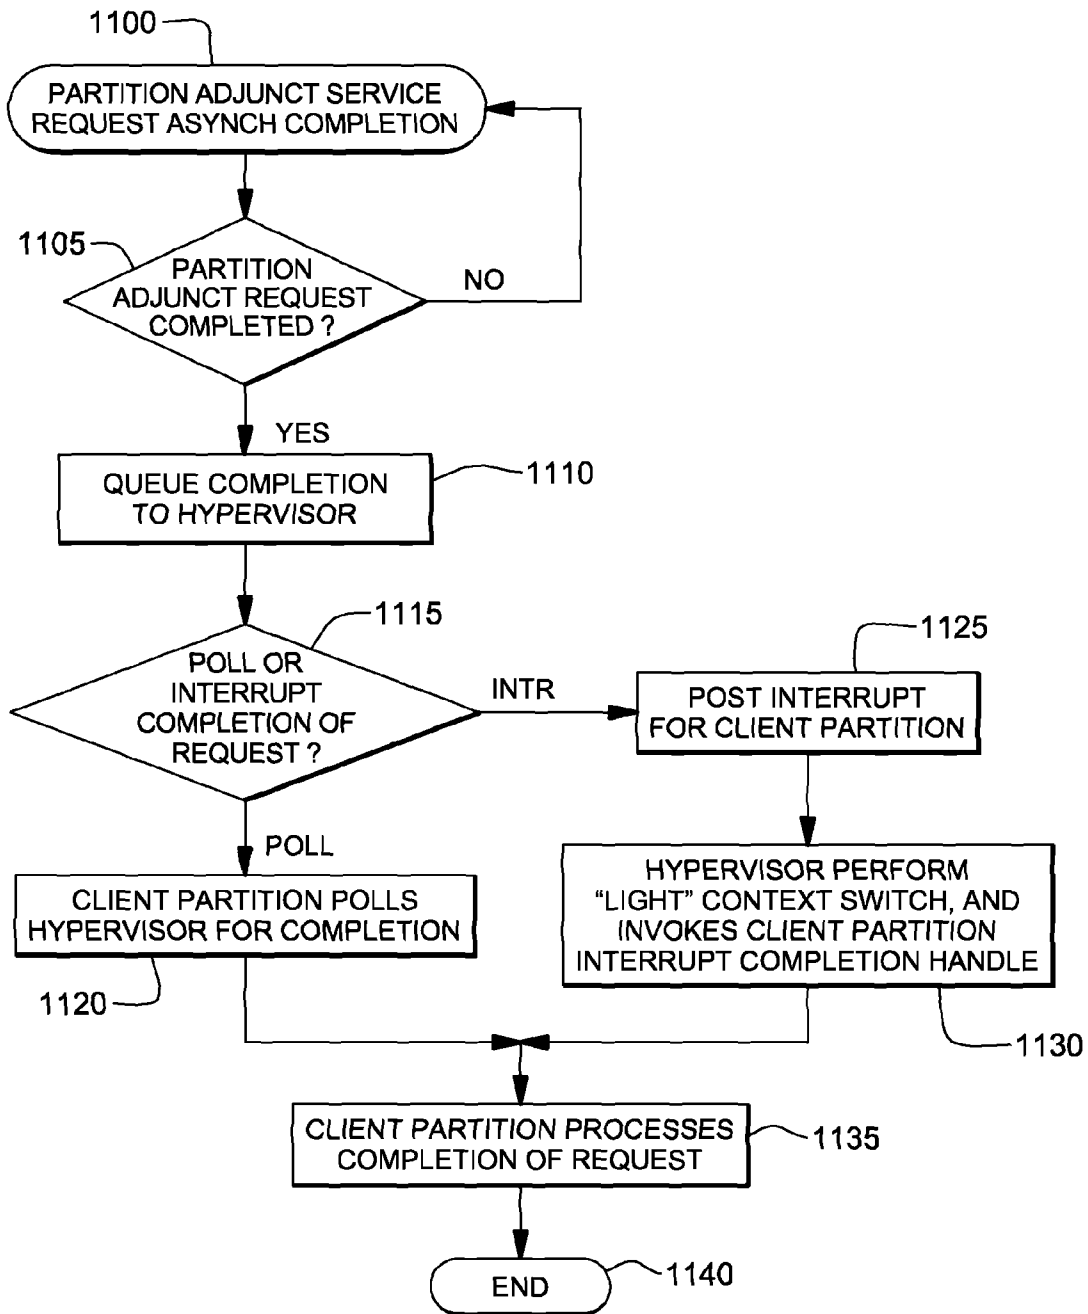 1100
PARTITION ADJUNCT SERVICE
REQUEST ASYNCH COMPLETION
1105
PARTITION
ADJUNCT REQUEST
COMPLETED ?
NO
YES
QUEUE COMPLETION
TO HYPERVISOR
1110
1115
POLL OR
INTERRUPT
COMPLETION OF
REQUEST ?
INTR
1125
POST INTERRUPT
FOR CLIENT PARTITION
POLL
CLIENT PARTITION POLLS
HYPERVISOR FOR COMPLETION
1120
HYPERVISOR PERFORM
“LIGHT” CONTEXT SWITCH, AND
INVOKES CLIENT PARTITION
INTERRUPT COMPLETION HANDLE
1130
CLIENT PARTITION PROCESSES
COMPLETION OF REQUEST
1135
END
1140